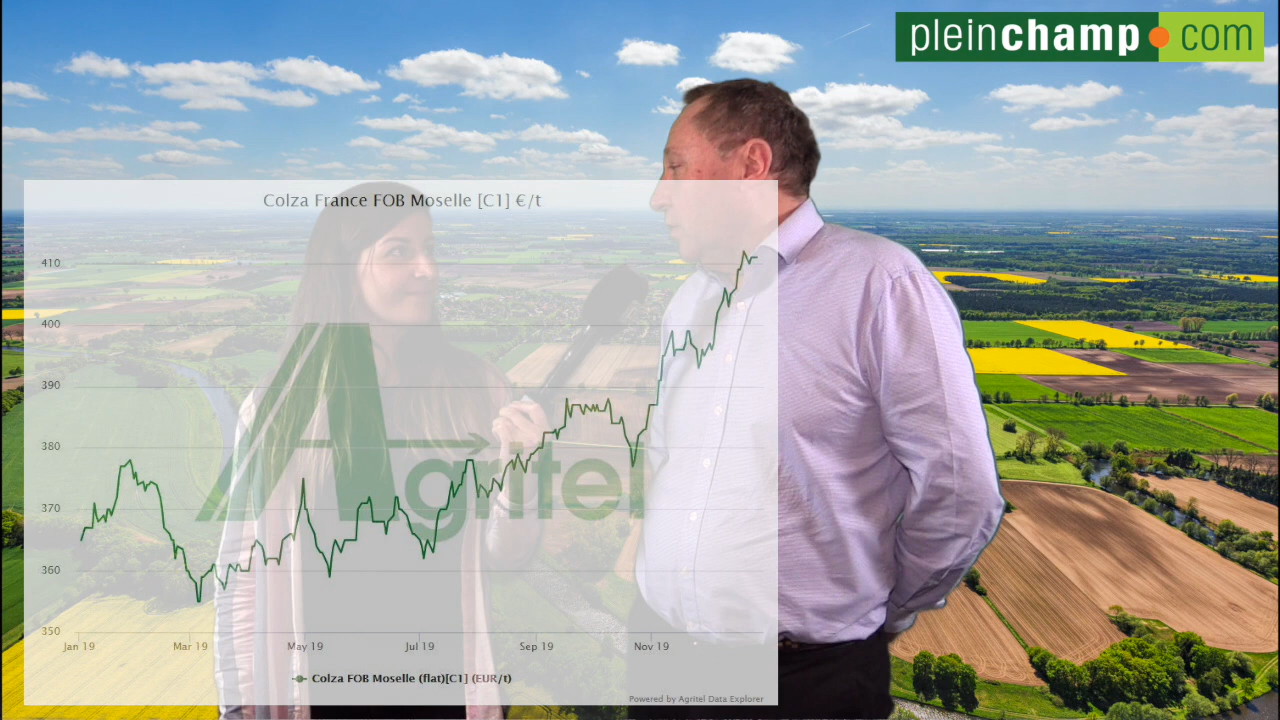 pleinchamp.com
Colza France FOB Moselle [C1] €/t
410
400
390
380
370
360
350
Agritel
Jan 19 Mar 19 May 19 Jul 19 Sep 19 Nov 19
Colza FOB Moselle (flat)[C1] (EUR/t)
Powered by Agritel Data Explorer